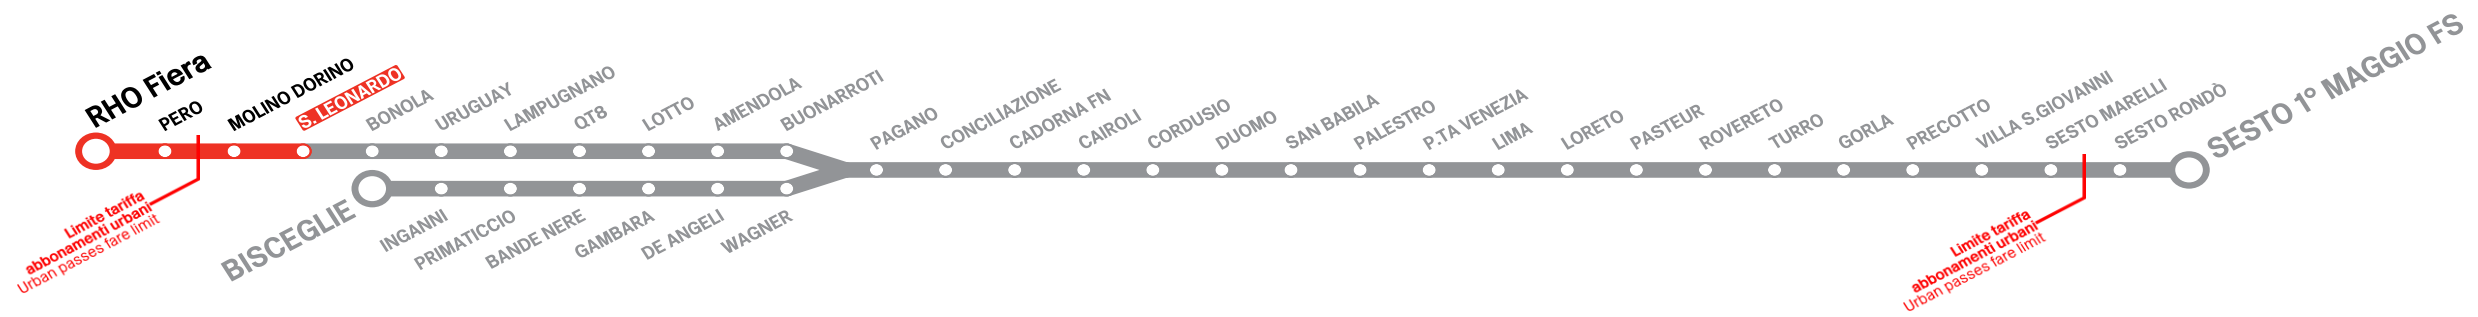 RHO Fiera
PERO
MOLINO DORINO
S. LEONARDO
BONOLA
URUGUAY
LAMPUGNANO
QT8
LOTTO
AMENDOLA
BUONARROTI
PAGANO
CONCILIAZIONE
CADORNA FN
CAIROLI
CORDUSIO
DUOMO
SAN BABILA
PALESTRO
P.TA VENEZIA
LIMA
LORETO
PASTEUR
ROVERETO
TURRO
GORLA
PRECOTTO
VILLA S.GIOVANNI
SESTO MARELLI
SESTO RONDÒ
SESTO 1° MAGGIO FS
Limite tariffa
abbonamenti urbani
Urban passes fare limit
BISCEGLIE
INGANNI
PRIMATICCIO
BANDE NERE
GAMBARA
DE ANGELI
WAGNER
Limite tariffa
abbonamenti urbani
Urban passes fare limit